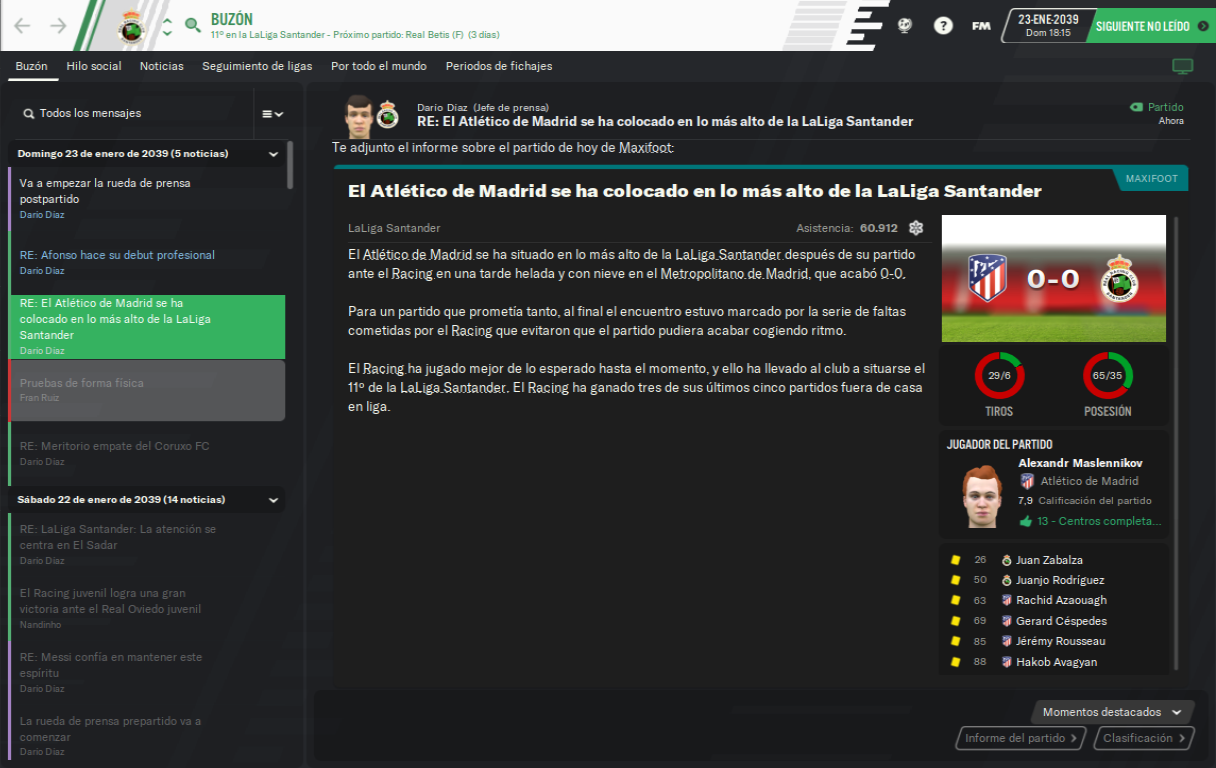 BUZÓN
11º en la LaLiga Santander - Próximo partido: Real Betis (F) (3 días)
?
FM
23-ENE-2039
Dom 18:15
SIGUIENTE NO LEÍDO
Buzón
Hilo social
Noticias
Seguimiento de ligas
Por todo el mundo
Periodos de fichajes
Todos los mensajes
Domingo 23 de enero de 2039 (5 noticias)
Va a empezar la rueda de prensa
postpartido
Darío Díaz
RE: Afonso hace su debut profesional
Darío Díaz
RE: El Atlético de Madrid se ha
colocado en lo más alto de la LaLiga
Santander
Darío Díaz
Pruebas de forma física
Fran Ruiz
RE: Meritorio empate del Coruxo FC
Darío Díaz
Sábado 22 de enero de 2039 (14 noticias)
RE: LaLiga Santander: La atención se
centra en El Sadar
Darío Díaz
El Racing juvenil logra una gran
victoria ante el Real Oviedo juvenil
Nandinho
RE: Messi confía en mantener este
espíritu
Darío Díaz
La rueda de prensa prepartido va a
comenzar
Darío Díaz
Darío Díaz (Jefe de prensa)
RE: El Atlético de Madrid se ha colocado en lo más alto de la LaLiga Santander
Partido
Ahora
Te adjunto el informe sobre el partido de hoy de Maxifoot:
MAXIFOOT
El Atlético de Madrid se ha colocado en lo más alto de la LaLiga Santander
LaLiga Santander
Asistencia: 60.912
El Atlético de Madrid se ha situado en lo más alto de la LaLiga Santander después de su partido
ante el Racing en una tarde helada y con nieve en el Metropolitano de Madrid, que acabó 0-0.
Para un partido que prometía tanto, al final el encuentro estuvo marcado por la serie de faltas
cometidas por el Racing que evitaron que el partido pudiera acabar cogiendo ritmo.
El Racing ha jugado mejor de lo esperado hasta el momento, y ello ha llevado al club a situarse el
11º de la LaLiga Santander. El Racing ha ganado tres de sus últimos cinco partidos fuera de casa
en liga.
0-0
29/6
65/35
TIROS
POSESIÓN
JUGADOR DEL PARTIDO
Alexandr Maslennikov
Atlético de Madrid
7,9 Calificación del partido
13 - Centros completa...
26 Juan Zabalza
50 Juanjo Rodríguez
63 Rachid Azaouagh
69 Gerard Céspedes
85 Jérémy Rousseau
88 Hakob Avagyan
Momentos destacados
Informe del partido
Clasificación